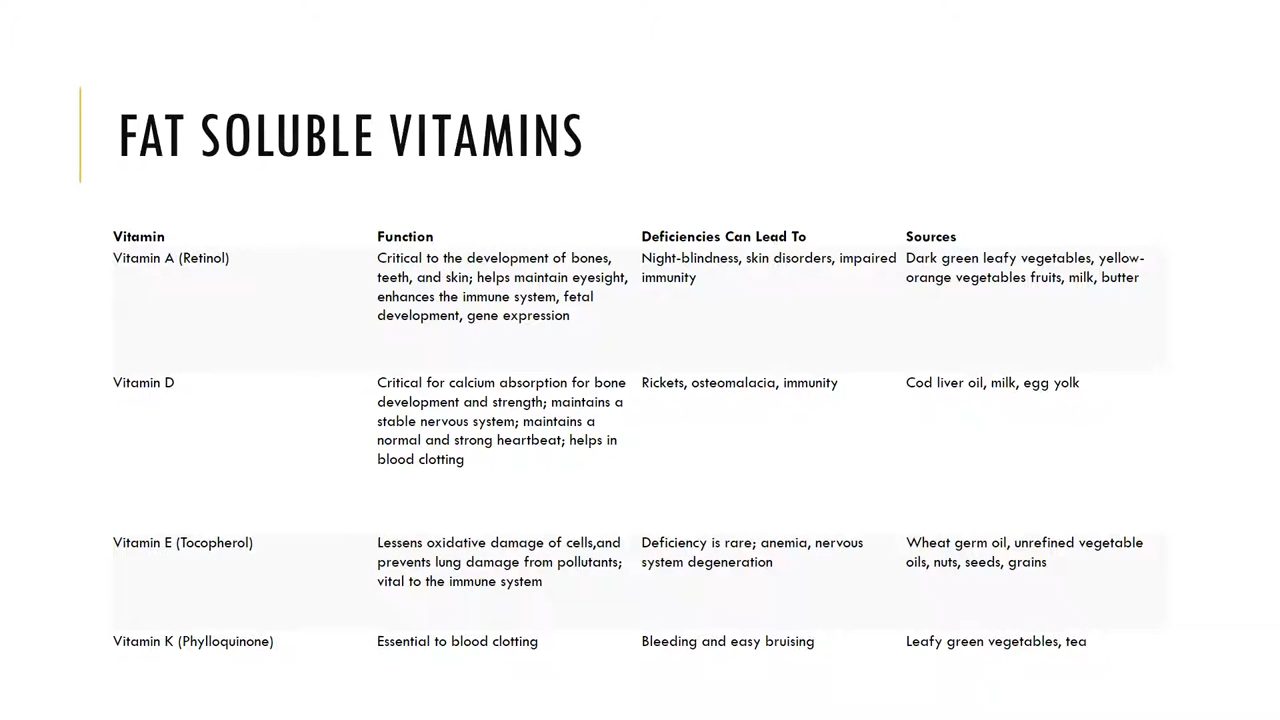 FAT SOLUBLE VITAMINS
Vitamin Function Deficiencies Can Lead To Sources
Vitamin A (Retinol)
Critical to the development of bones,
teeth, and skin; helps maintain eyesight,
enhances the immune system, fetal
development, gene expression
Night-blindness, skin disorders, impaired
immunity
Dark green leafy vegetables, yellow-
orange vegetables fruits, milk, butter
Vitamin D
Critical for calcium absorption for bone
development and strength; maintains a
stable nervous system; maintains a
normal and strong heartbeat; helps in
blood clotting
Rickets, osteomalacia, immunity
Cod liver oil, milk, egg yolk
Vitamin E (Tocopherol)
Lessens oxidative damage of cells,and
prevents lung damage from pollutants;
vital to the immune system
Deficiency is rare; anemia, nervous
system degeneration
Wheat germ oil, unrefined vegetable
oils, nuts, seeds, grains
Vitamin K (Phylloquinone)
Essential to blood clotting
Bleeding and easy bruising
Leafy green vegetables, tea